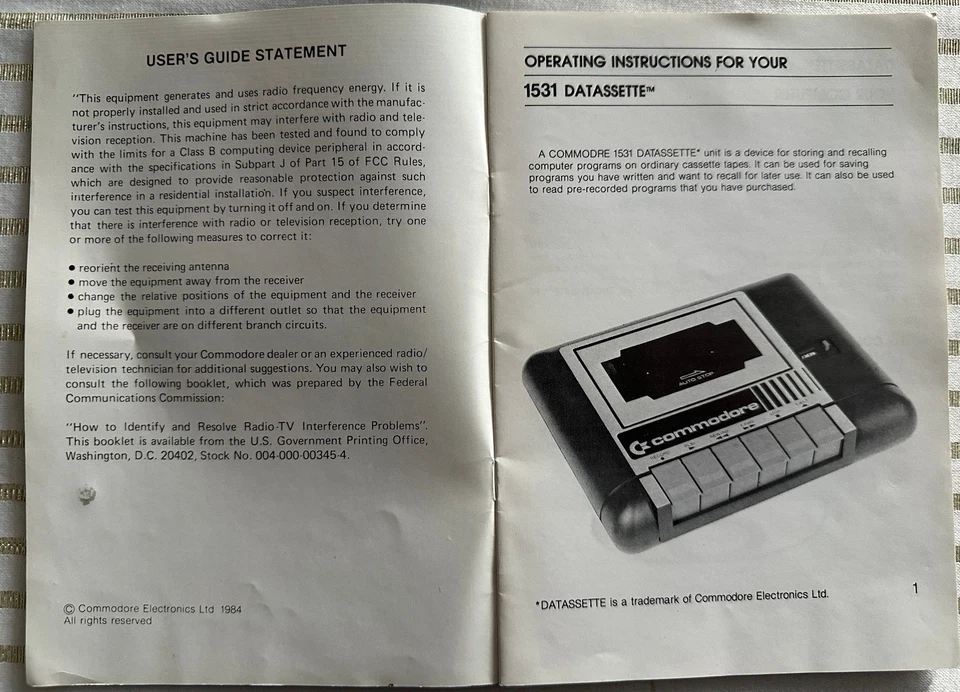 USER'S GUIDE STATEMENT
"This equipment generates and uses radio frequency energy. If it is
not properly installed and used in strict accordance with the manufac-
turer's instructions, this equipment may interfere with radio and tele-
vision reception. This machine has been tested and found to comply
with the limits for a Class B computing device peripheral in accord-
ance with the specifications in Subpart J of Part 15 of FCC Rules,
which are designed to provide reasonable protection against such
interference in a residential installation. If you suspect interference,
you can test this equipment by turning it off and on. If you determine
that there is interference with radio or television reception, try one
or more of the following measures to correct it:
• reorient the receiving antenna
• move the equipment away from the receiver
• change the relative positions of the equipment and the receiver
• plug the equipment into a different outlet so that the equipment
and the receiver are on different branch circuits.
If necessary, consult your Commodore dealer or an experienced radio/
television technician for additional suggestions. You may also wish to
consult the following booklet, which was prepared by the Federal
Communications Commission:
"How to Identify and Resolve Radio-TV Interference Problems".
This booklet is available from the U.S. Government Printing Office,
Washington, D.C. 20402, Stock No. 004-000-00345-4.
© Commodore Electronics Ltd 1984
All rights reserved
OPERATING INSTRUCTIONS FOR YOUR
1531 DATASSETTE™
A COMMODRE 1531 DATASSETTE* unit is a device for storing and recalling
computer programs on ordinary cassette tapes. It can be used for saving
programs you have written and want to recall for later use. It can also be used
to read pre-recorded programs that you have purchased.
AUTO STOP
commodore
RECORD
*DATASSETTE is a trademark of Commodore Electronics Ltd.
1